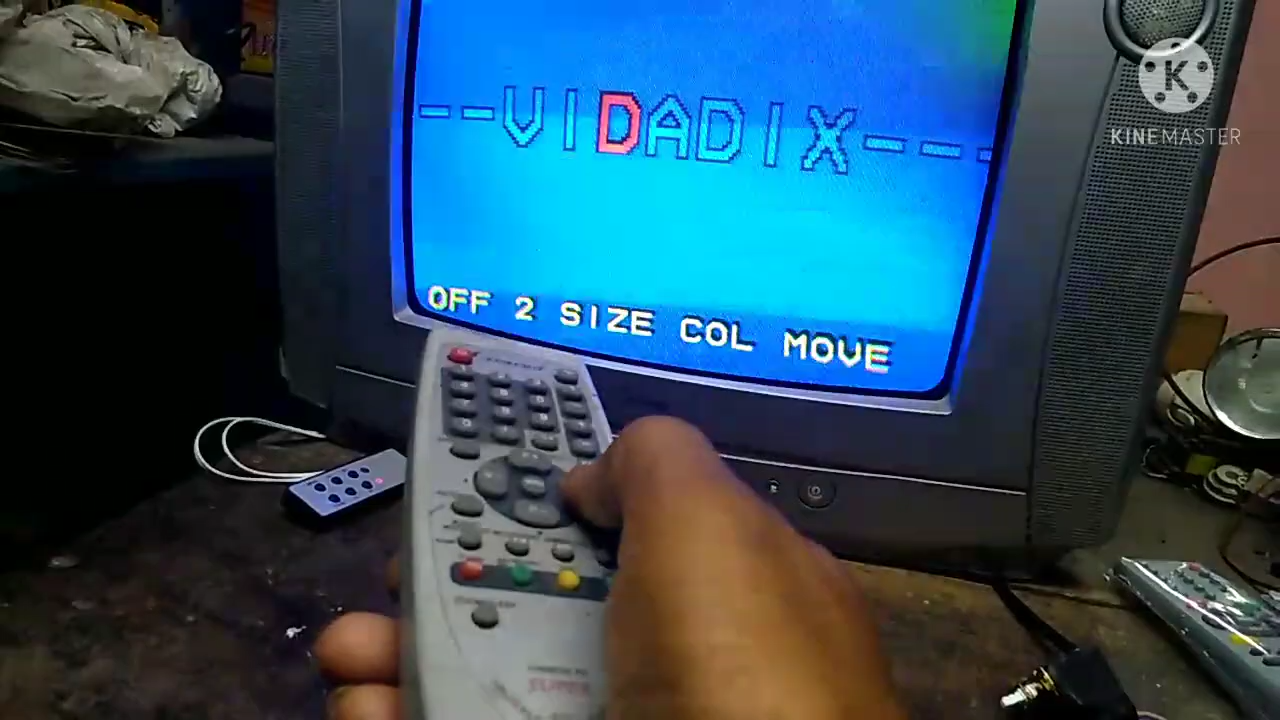 --VIDADIX---
K
KINEMASTER
OFF 2 SIZE COL MOVE